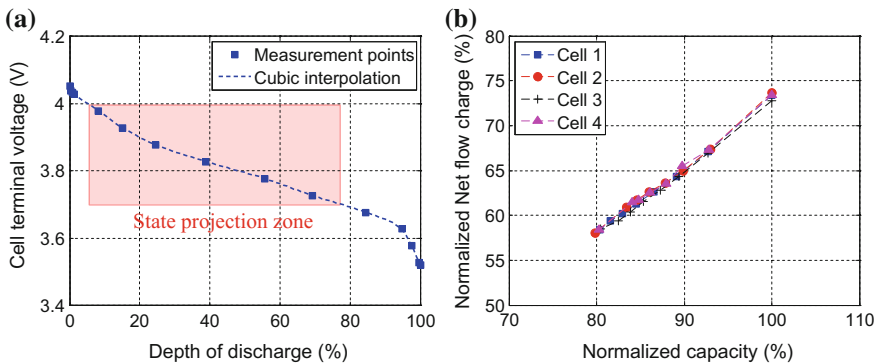 (a)
4.2
4
3.8
3.6
3.4
Cell terminal voltage (V)
Measurement points
Cubic interpolation
State projection zone
0
20
40
60
80
100
Depth of discharge (%)
(b)
80
75
70
65
60
55
50
Normalized Net flow charge (%)
Cell 1
Cell 2
Cell 3
Cell 4
70
80
90
100
110
Normalized capacity (%)